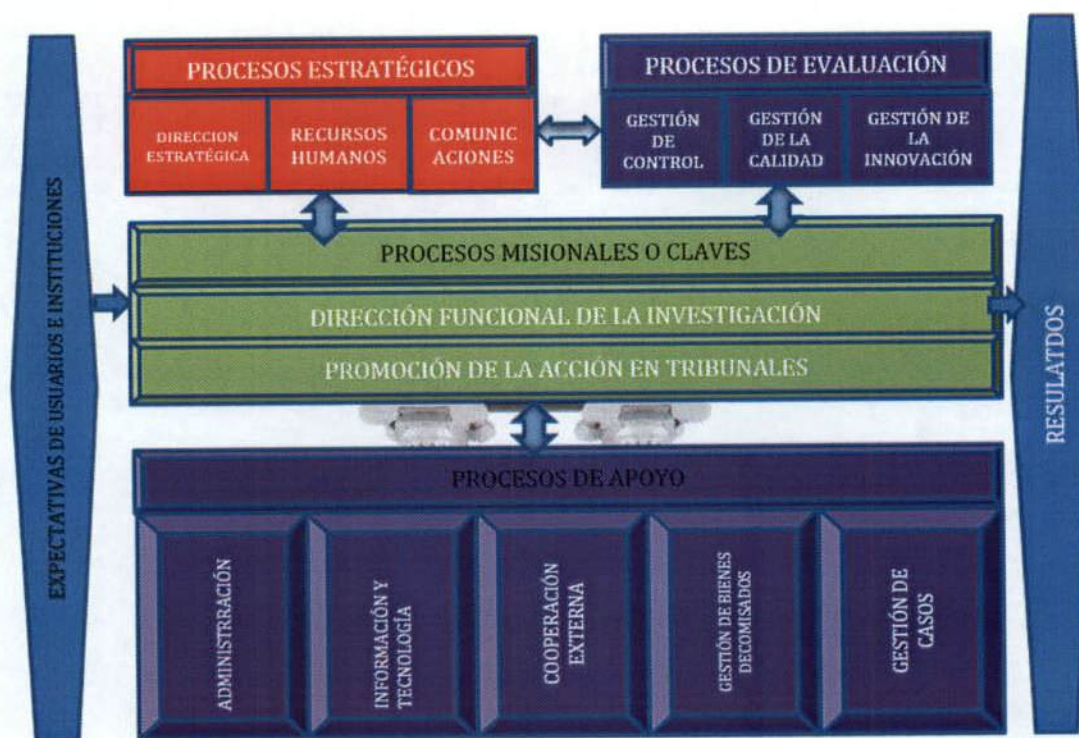 PROCESOS ESTRATÉGICOS
DIRECCION
ESTRATÉGICA
RECURSOS
HUMANOS
COMUNIC
ACIONES
PROCESOS DE EVALUACIÓN
GESTIÓN
DE
CONTROL
GESTIÓN
DE LA
CALIDAD
GESTIÓN DE
LA
INNOVACIÓN
EXPECTATIVAS DE USUARIOS E INSTITUCIONES
PROCESOS MISIONALES O CLAVES
DIRECCIÓN FUNCIONAL DE LA INVESTIGACIÓN
PROMOCIÓN DE LA ACCIÓN EN TRIBUNALES
RESULATDOS
PROCESOS DE APOYO
ADMINISTRRACIÓN
INFORMACIÓN Y
TECNOLOGÍA
COOPERACIÓN
EXTERNA
GESTIÓN DE BIENES
DECOMISADOS
GESTIÓN DE
CASOS